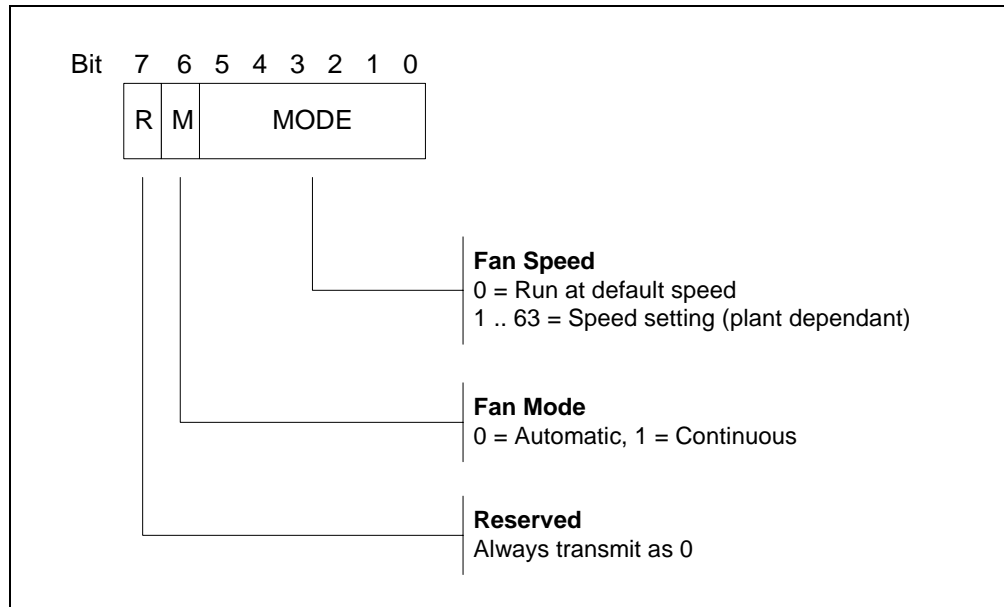 Bit 7 6 5 4 3 2 1 0
R M MODE
Fan Speed
0 = Run at default speed
1 .. 63 = Speed setting (plant dependant)
Fan Mode
0 = Automatic, 1 = Continuous
Reserved
Always transmit as 0